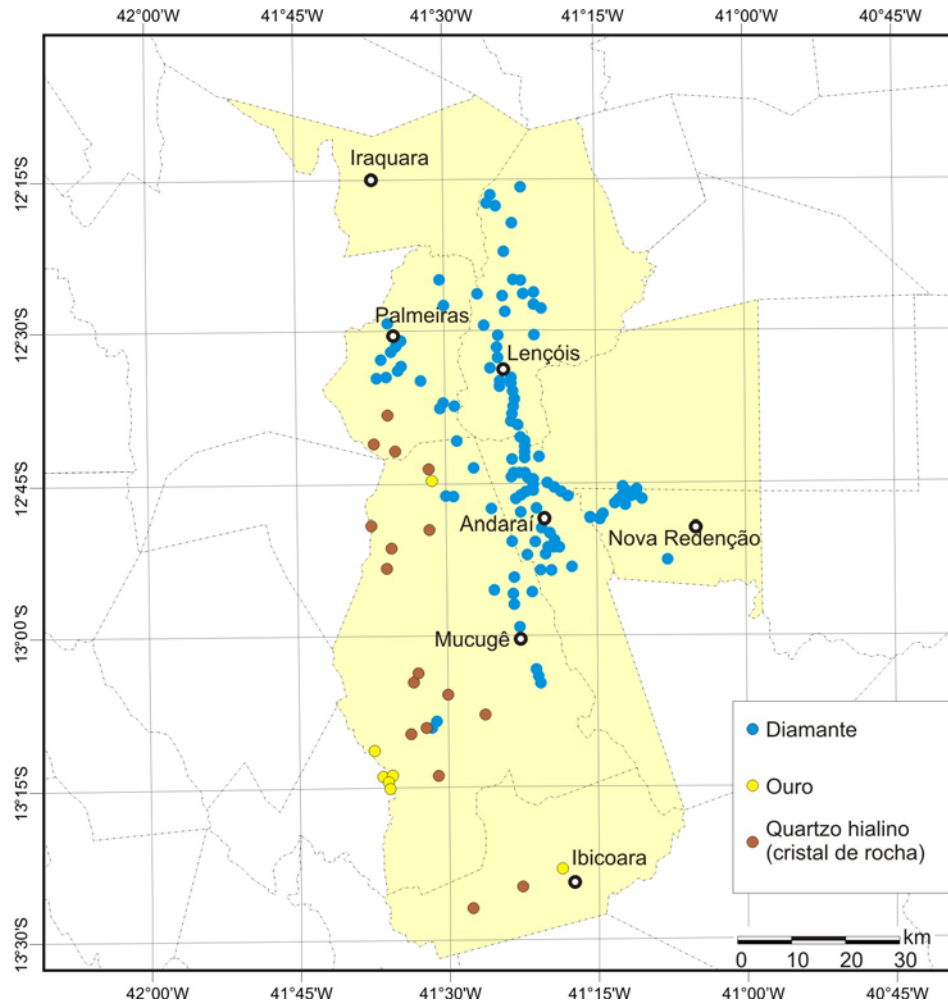 42°00'W 41°45'W 41°30'W 41°15'W 41°00'W 40°45'W
Iraquara
12°15'S
Palmeiras
12°30'S
Lençóis
12°45'S
Andaraí
Nova Redenção
13°00'S
Mucugê
Diamante
Ouro
13°15'S
Quartzo hialino
(cristal de rocha)
Ibicoara
13°30'S
km
0 10 20 30
42°00'W 41°45'W 41°30'W 41°15'W 41°00'W 40°45'W